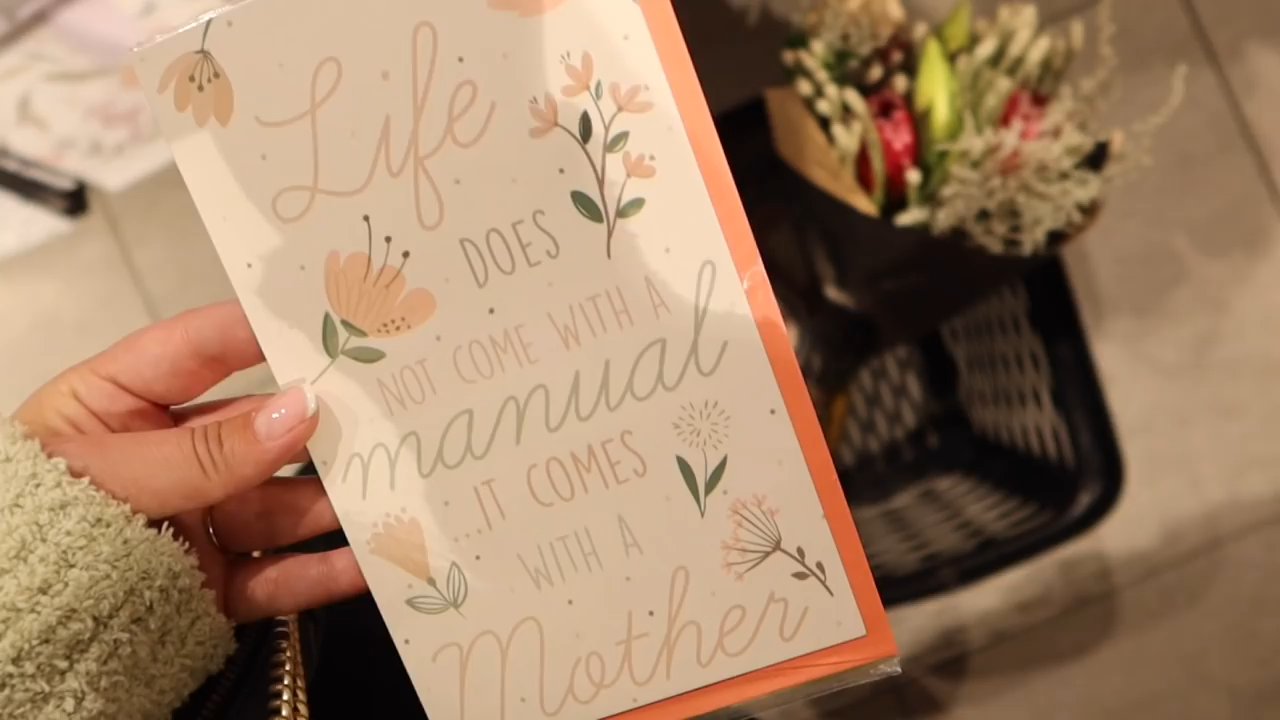 Life
DOES
NOT COME WITH A
manual
...IT COMES
WITH A
Mother